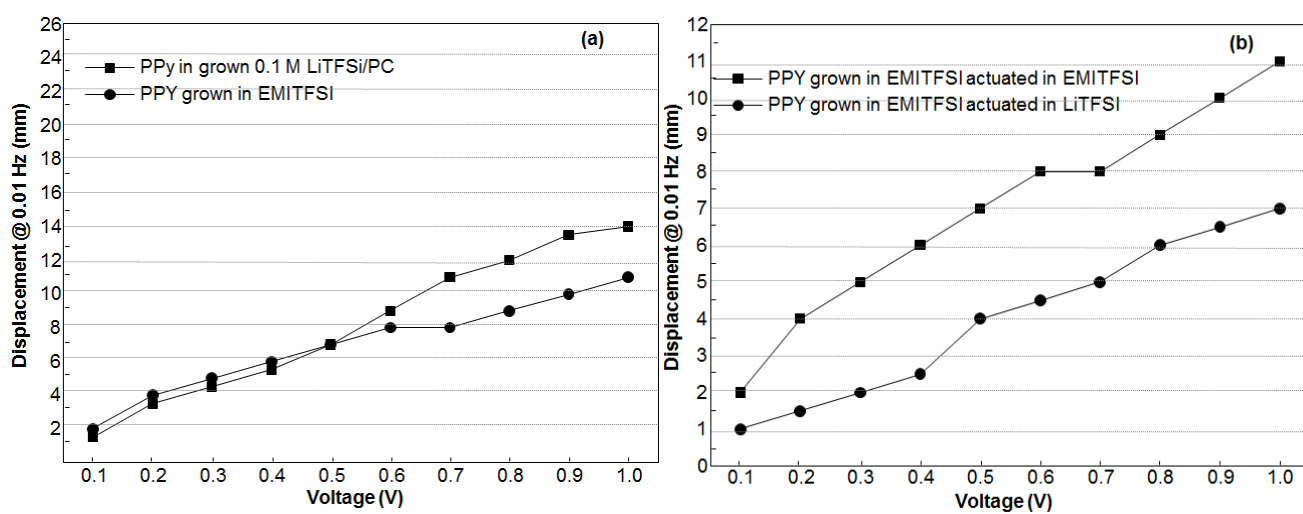 (a)
PPy in grown 0.1 M LiTFSi/PC
PPY grown in EMITFSI
Displacement @ 0.01 Hz (mm)
26
24
22
20
18
16
14
12
10
8
6
4
2
0.1 0.2 0.3 0.4 0.5 0.6 0.7 0.8 0.9 1.0
Voltage (V)
(b)
PPY grown in EMITFSI actuated in EMITFSI
PPY grown in EMITFSI actuated in LiTFSI
Displacement @ 0.01 Hz (mm)
12
11
10
9
8
7
6
5
4
3
2
1
0
0.1 0.2 0.3 0.4 0.5 0.6 0.7 0.8 0.9 1.0
Voltage (V)